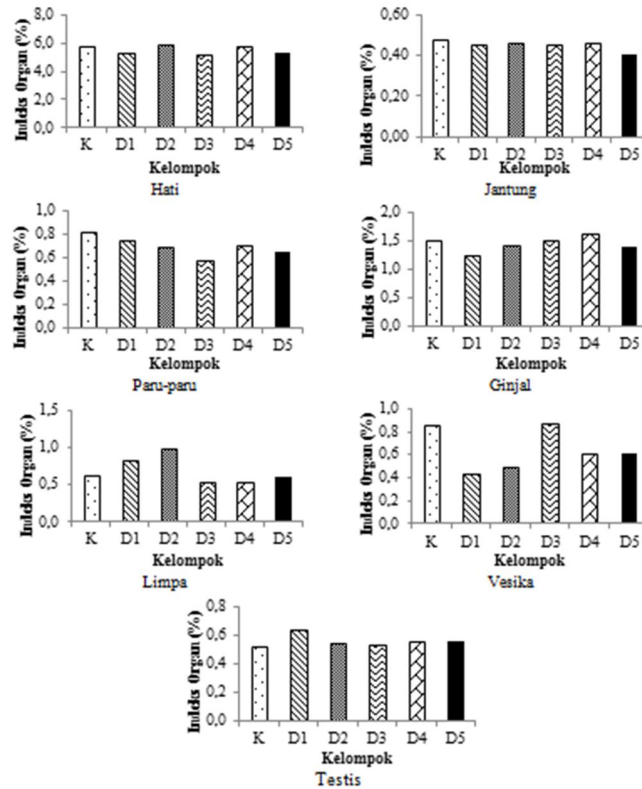 Indeks Organ (%)
8,0
6,0
4,0
2,0
0,0
K D1 D2 D3 D4 D5
Kelompok
Hati
Indeks Organ (%)
0,60
0,40
0,20
0,00
K D1 D2 D3 D4 D5
Kelompok
Jantung
Indeks Organ (%)
1,0
0,8
0,6
0,4
0,2
0,0
K D1 D2 D3 D4 D5
Kelompok
Paru-paru
Indeks Organ (%)
2,0
1,5
1,0
0,5
0,0
K D1 D2 D3 D4 D5
Kelompok
Ginjal
Indeks Organ (%)
1,5
1,0
0,5
0,0
K D1 D2 D3 D4 D5
Kelompok
Limpa
Indeks Organ (%)
1,0
0,8
0,6
0,4
0,2
0,0
K D1 D2 D3 D4 D5
Kelompok
Vesika
Indeks Organ (%)
0,8
0,6
0,4
0,2
0,0
K D1 D2 D3 D4 D5
Kelompok
Testis